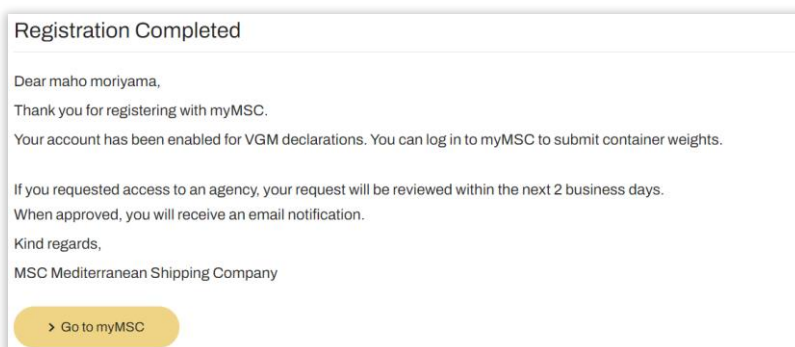 Registration Completed
Dear maho moriyama,
Thank you for registering with myMSC.
Your account has been enabled for VGM declarations. You can log in to myMSC to submit container weights.
If you requested access to an agency, your request will be reviewed within the next 2 business days.
When approved, you will receive an email notification.
Kind regards,
MSC Mediterranean Shipping Company
> Go to myMSC